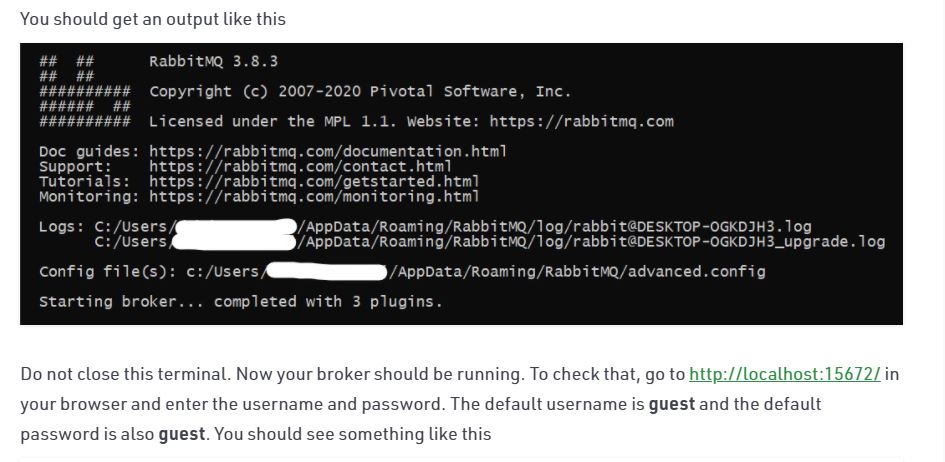 You should get an output like this
## ## RabbitMQ 3.8.3
## ##
########## Copyright (c) 2007-2020 Pivotal Software, Inc.
###### ##
########## Licensed under the MPL 1.1. Website: https://rabbitmq.com
Doc guides: https://rabbitmq.com/documentation.html
Support: https://rabbitmq.com/contact.html
Tutorials: https://rabbitmq.com/getstarted.html
Monitoring: https://rabbitmq.com/monitoring.html
Logs: C:/Users/ /AppData/Roaming/RabbitMQ/log/rabbit@DESKTOP-OGKDJH3.log
C:/Users/ /AppData/Roaming/RabbitMQ/log/rabbit@DESKTOP-OGKDJH3_upgrade.log
Config file(s): c:/Users/ /AppData/Roaming/RabbitMQ/advanced.config
Starting broker... completed with 3 plugins.
Do not close this terminal. Now your broker should be running. To check that, go to http://localhost:15672/ in
your browser and enter the username and password. The default username is guest and the default
password is also guest. You should see something like this